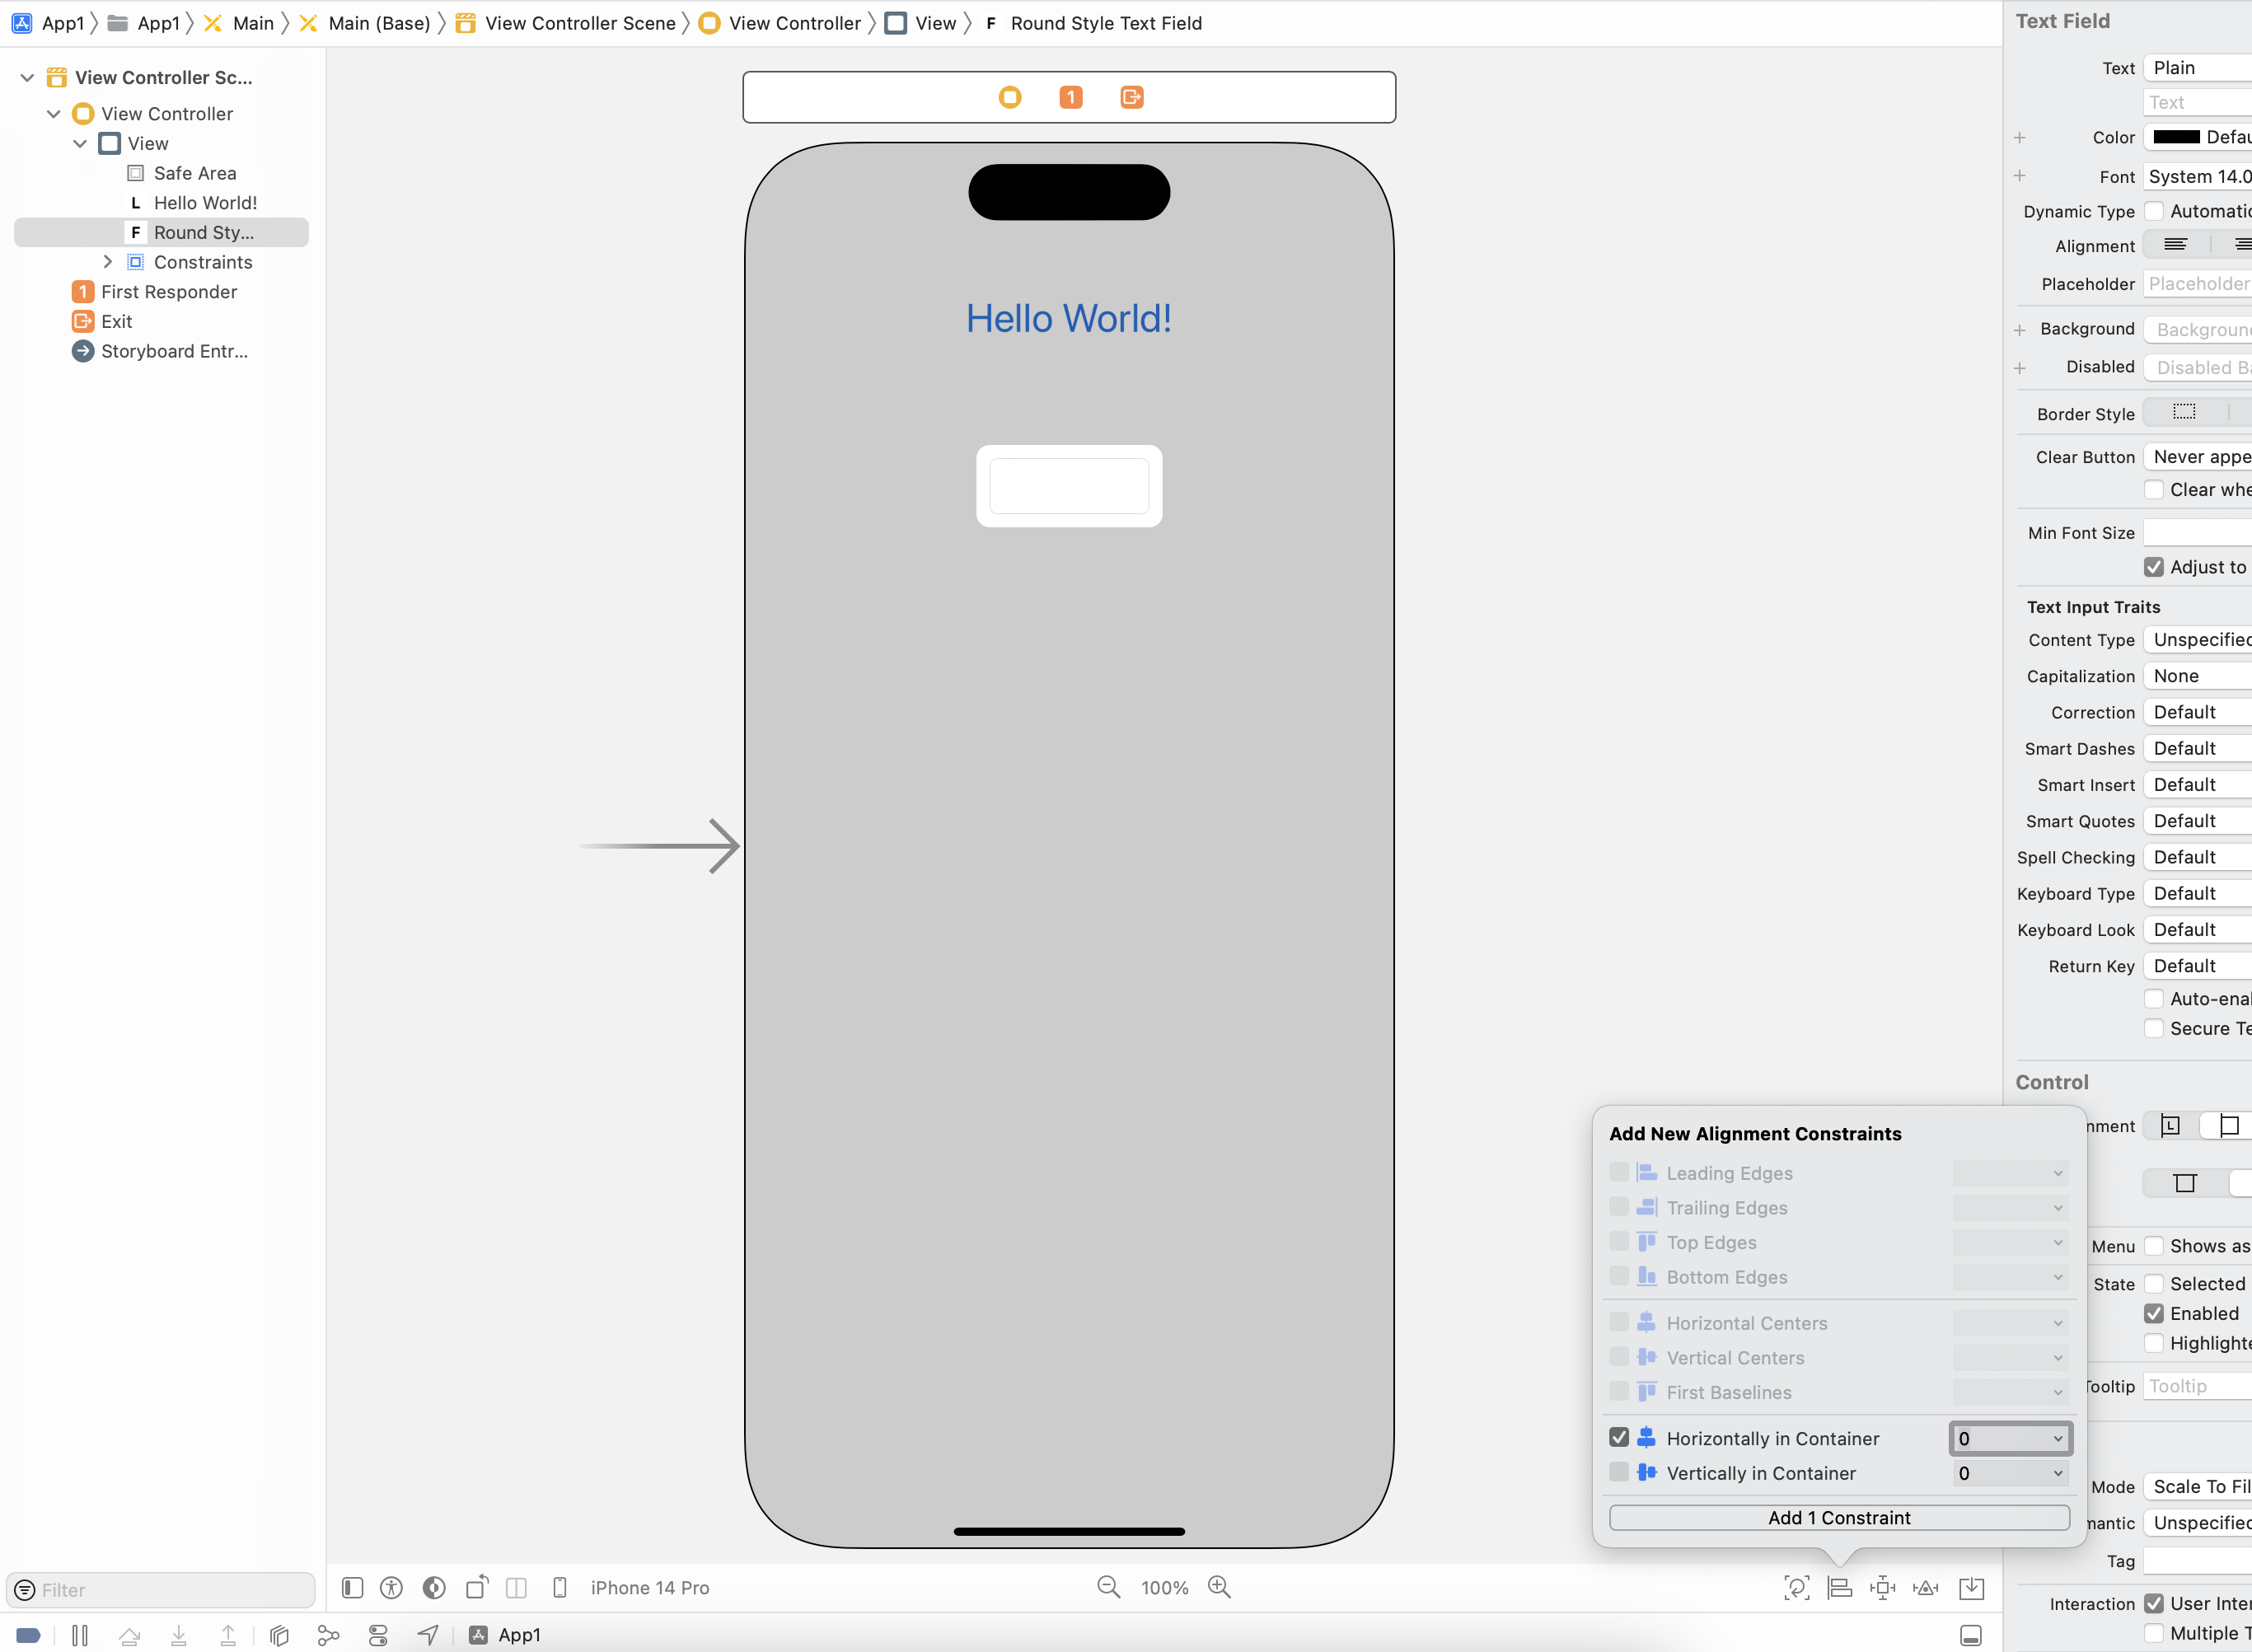 App1 App1 Main Main (Base) View Controller Scene View Controller View F Round Style Text Field
View Controller Sc...
View Controller
View
Safe Area
L Hello World!
F Round Sty...
Constraints
1 First Responder
Exit
Storyboard Entr...
Filter
1
Hello World!
Add New Alignment Constraints
Leading Edges
Trailing Edges
Top Edges
Bottom Edges
Horizontal Centers
Vertical Centers
First Baselines
Horizontally in Container 0
Vertically in Container 0
Add 1 Constraint
iPhone 14 Pro 100%
App1
Text Field
Text Plain
Text
Color Defau
Font System 14.0
Dynamic Type Automatic
Alignment
Placeholder Placeholder
Background Background
Disabled Disabled Ba
Border Style
Clear Button Never appe
Clear whe
Min Font Size
Adjust to
Text Input Traits
Content Type Unspecified
Capitalization None
Correction Default
Smart Dashes Default
Smart Insert Default
Smart Quotes Default
Spell Checking Default
Keyboard Type Default
Keyboard Look Default
Return Key Default
Auto-enal
Secure Te
Control
nment L
Menu Shows as
State Selected
Enabled
Highlighte
Tooltip Tooltip
Mode Scale To Fil
mantic Unspecified
Tag
Interaction User Inter
Multiple T